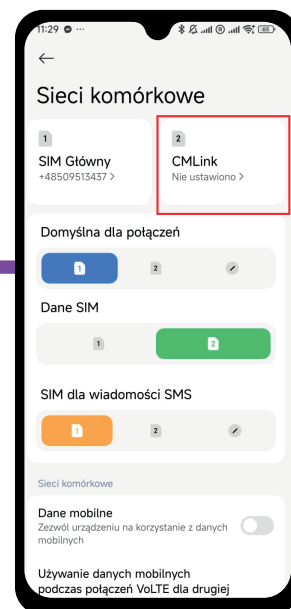 11:29
65
Sieci komórkowe
1
SIM Główny
+48509513437 >
2
CMLink
Nie ustawiono >
Domyślna dla połączeń
1
2
Dane SIM
1
2
SIM dla wiadomości SMS
1
2
Sieci komórkowe
Dane mobilne
Zezwól urządzeniu na korzystanie z danych
mobilnych
Używanie danych mobilnych
podczas połączeń VoLTE dla drugiej